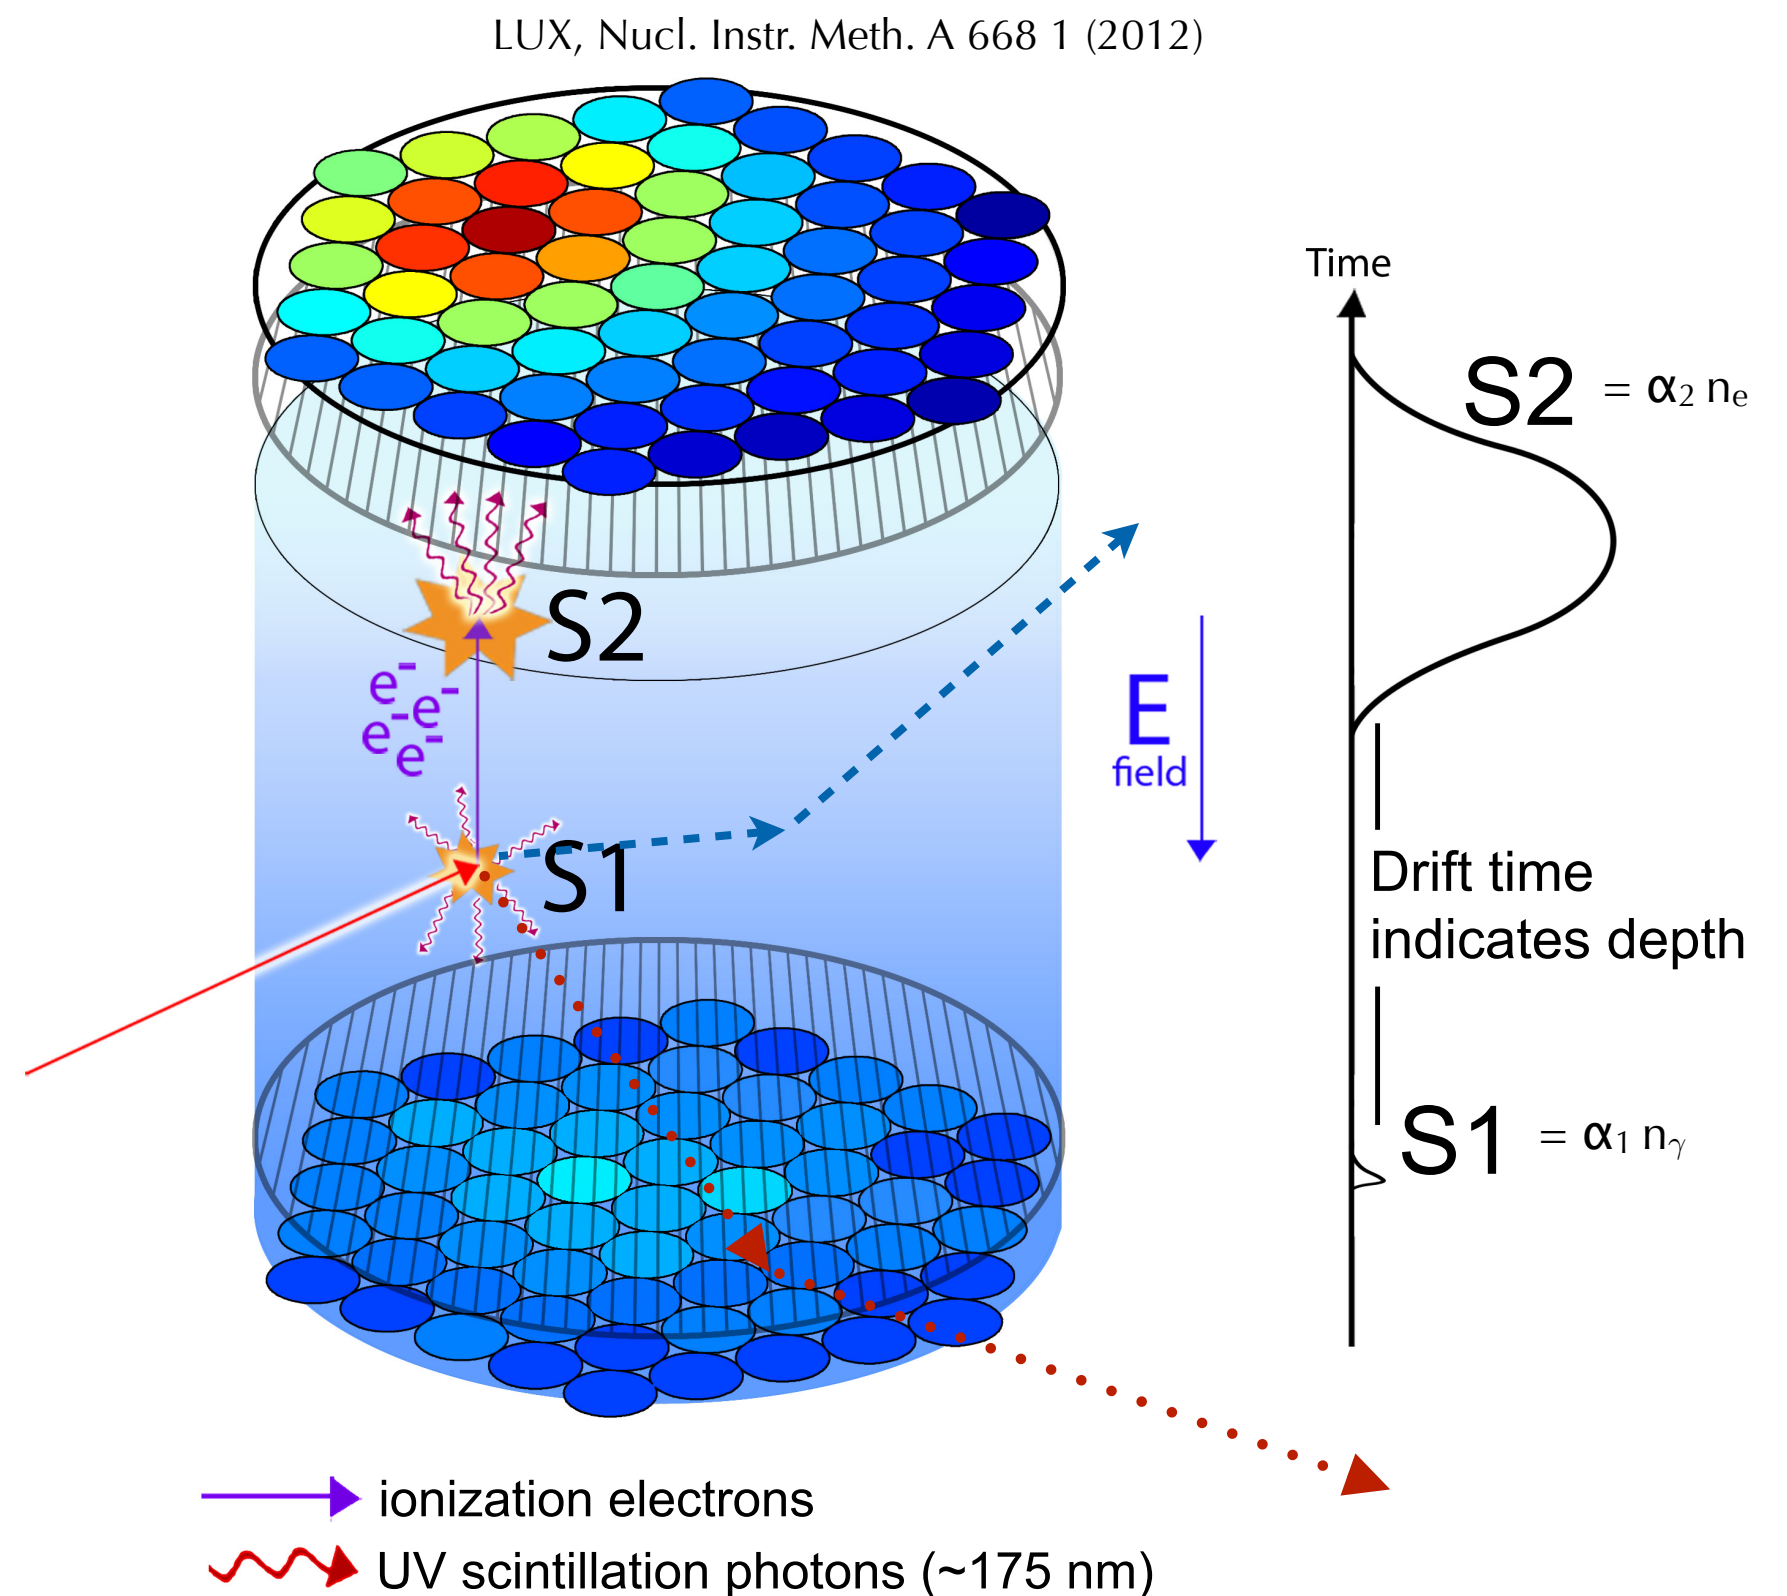 LUX, Nucl. Instr. Meth. A 668 1 (2012)
Time
S2 = α₂ nₑ
S2
e⁻
e⁻
e⁻
e⁻
E
field
S1
Drift time
indicates depth
S1 = α₁ nᵧ
ionization electrons
UV scintillation photons (~175 nm)